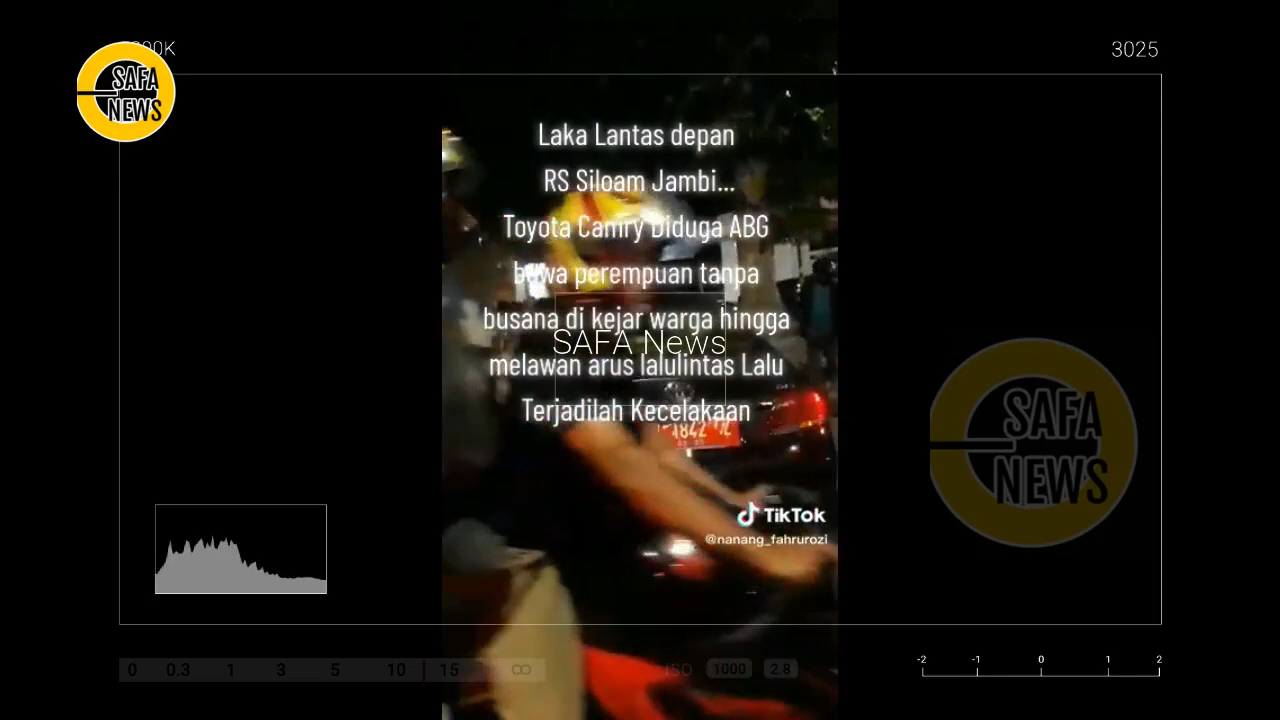 3025
SAFA
NEWS
Laka Lantas depan
RS Siloam Jambi...
Toyota Camry Diduga ABG
bawa perempuan tanpa
busana di kejar warga hingga
SAFA News
melawan arus lalulintas Lalu
Terjadilah Kecelakaan
SAFA
NEWS
TikTok
@nanang_fahrurozi
-2 -1 0 1 2
0 0.3 1 3 5 10 15 ∞ ISO 1000 2.8